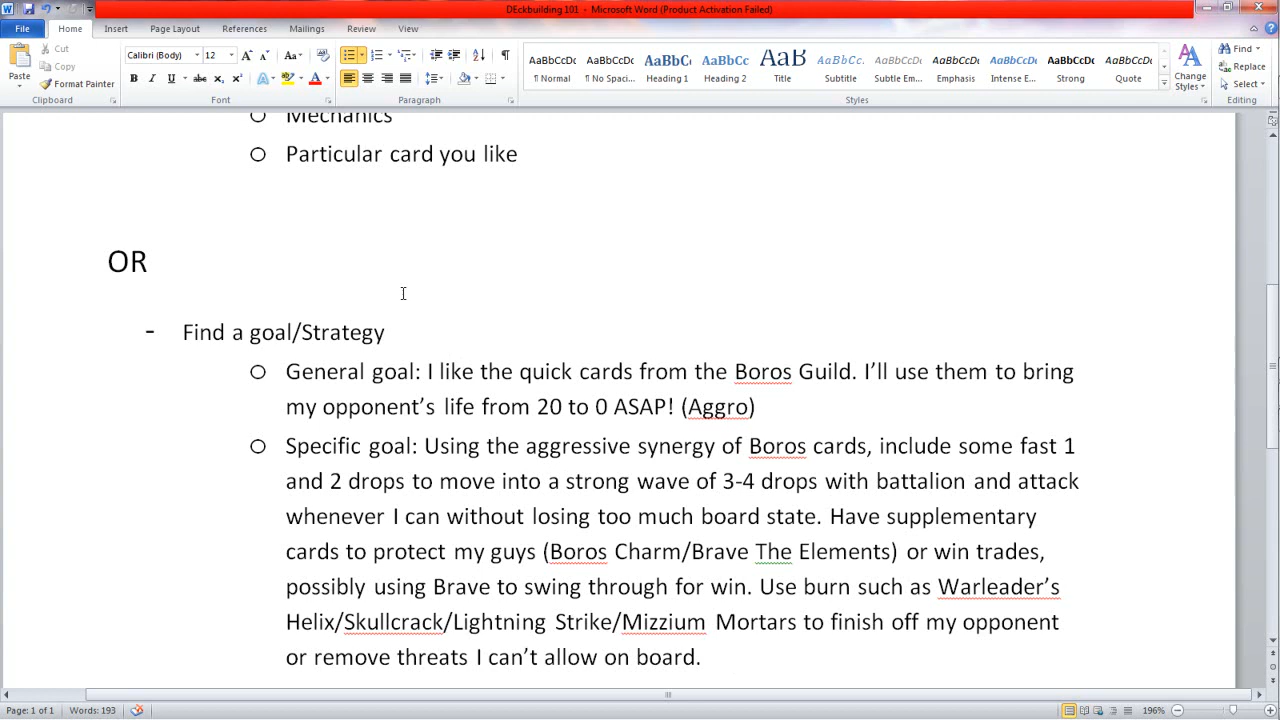 DEckbuilding 101 - Microsoft Word (Product Activation Failed)
File Home Insert Page Layout References Mailings Review View
Paste
Cut
Copy
Format Painter
Clipboard
Calibri (Body) 12
Font
Paragraph
AaBbCcDc AaBbCcDc AaBbC AaBbCc AaB AaBbCc. AaBbCcDc AaBbCcDc AaBbCcDc AaBbCcDc AaBbCcDc
¶ Normal ¶ No Spaci... Heading 1 Heading 2 Title Subtitle Subtle Em... Emphasis Intense E... Strong Quote
Styles
Change
Styles
Find
Replace
Select
Editing
o Mechanics
o Particular card you like
OR
- Find a goal/Strategy
o General goal: I like the quick cards from the Boros Guild. I’ll use them to bring
my opponent’s life from 20 to 0 ASAP! (Aggro)
o Specific goal: Using the aggressive synergy of Boros cards, include some fast 1
and 2 drops to move into a strong wave of 3-4 drops with battalion and attack
whenever I can without losing too much board state. Have supplementary
cards to protect my guys (Boros Charm/Brave The Elements) or win trades,
possibly using Brave to swing through for win. Use burn such as Warleader’s
Helix/Skullcrack/Lightning Strike/Mizzium Mortars to finish off my opponent
or remove threats I can’t allow on board.
Page: 1 of 1 Words: 193 196%